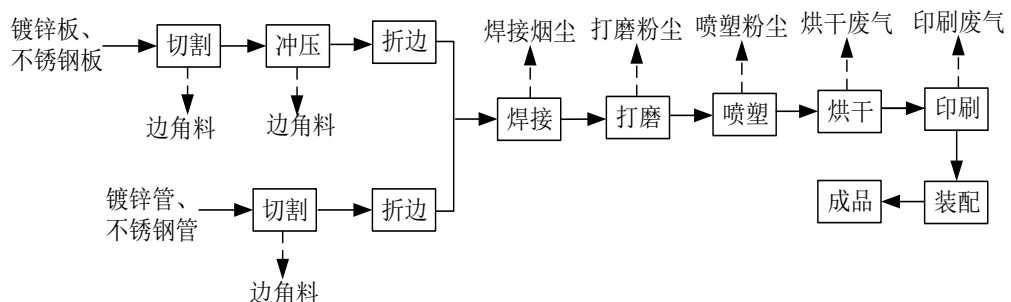 镀锌板、
不锈钢板
切割
冲压
折边
边角料
边角料
镀锌管、
不锈钢管
切割
折边
边角料
焊接烟尘
打磨粉尘
喷塑粉尘
烘干废气
印刷废气
焊接
打磨
喷塑
烘干
印刷
成品
装配